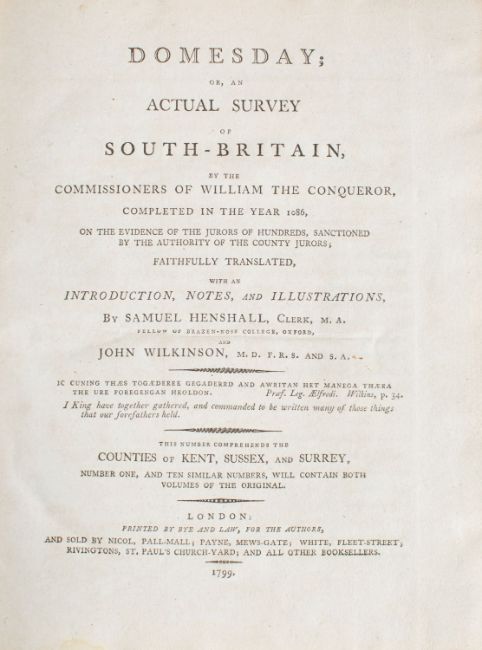 DOMESDAY;
OR, AN
ACTUAL SURVEY
OF
SOUTH-BRITAIN,
BY THE
COMMISSIONERS OF WILLIAM THE CONQUEROR,
COMPLETED IN THE YEAR 1086,
ON THE EVIDENCE OF THE JURORS OF HUNDREDS, SANCTIONED
BY THE AUTHORITY OF THE COUNTY JURORS;
FAITHFULLY TRANSLATED,
WITH AN
INTRODUCTION, NOTES, AND ILLUSTRATIONS,
BY SAMUEL HENSHALL, CLERK, M. A.
FELLOW OF BRAZEN-NOSE COLLEGE, OXFORD,
AND
JOHN WILKINSON, M. D. F. R. S. AND S. A.
IC CUNING THÆS TOGÆDERE GEGADERED AND AWRITAN HET MANEGA THÆRA
THE URE FOREGENGAN HEOLDON. Præf. Leg. Ælfredi. Wilkins, p. 34.
I King have together gathered, and commanded to be written many of those things
that our forefathers held.
THIS NUMBER COMPREHENDS THE
COUNTIES OF KENT, SUSSEX, AND SURREY,
NUMBER ONE, AND TEN SIMILAR NUMBERS, WILL CONTAIN BOTH
VOLUMES OF THE ORIGINAL.
LONDON:
PRINTED BY BYE AND LAW, FOR THE AUTHORS;
AND SOLD BY NICOL, PALL-MALL; PAYNE, MEWS-GATE; WHITE, FLEET-STREET;
RIVINGTONS, ST. PAUL'S CHURCH-YARD; AND ALL OTHER BOOKSELLERS.
1799.